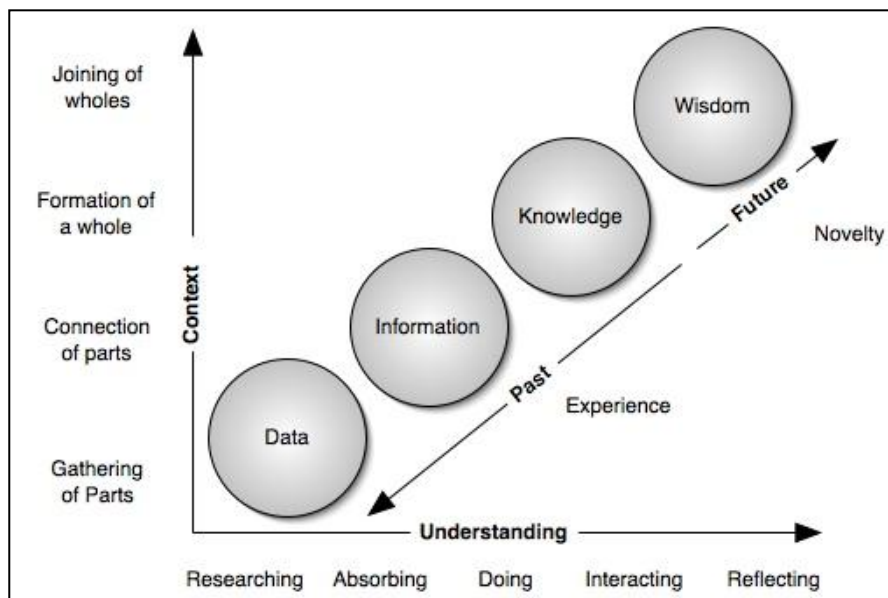 Joining of
wholes
Wisdom
Formation of
a whole
Knowledge
Future
Novelty
Context
Connection
of parts
Information
Past
Experience
Data
Gathering
of Parts
Understanding
Researching Absorbing Doing Interacting Reflecting